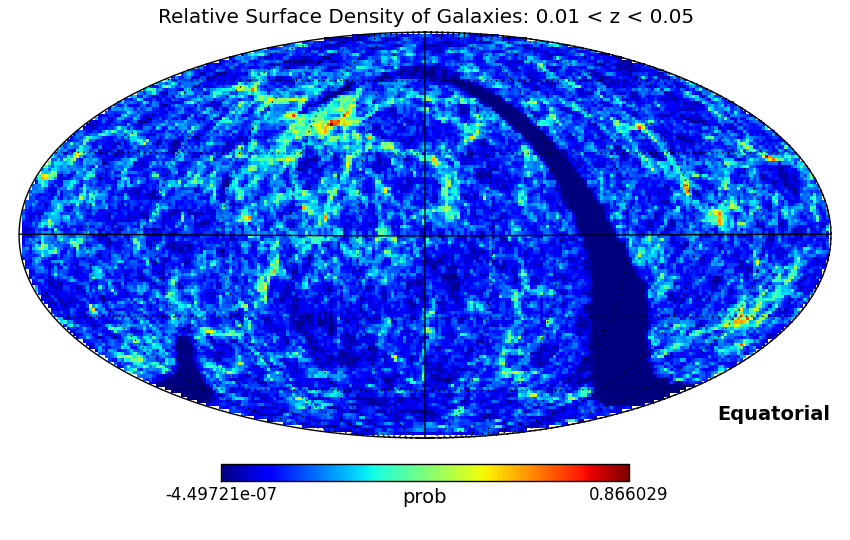 Relative Surface Density of Galaxies: 0.01 < z < 0.05
Equatorial
-4.49721e-07 prob 0.866029